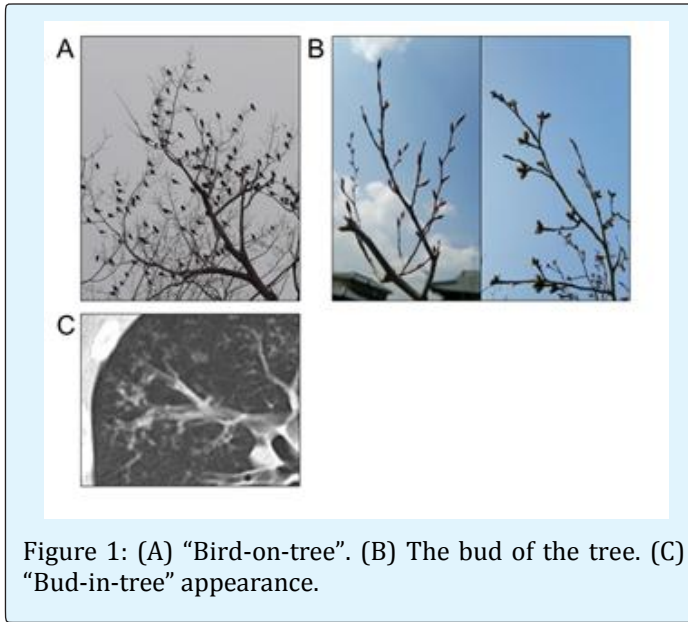 A
B
C
Figure 1: (A) “Bird-on-tree”. (B) The bud of the tree. (C)
“Bud-in-tree” appearance.